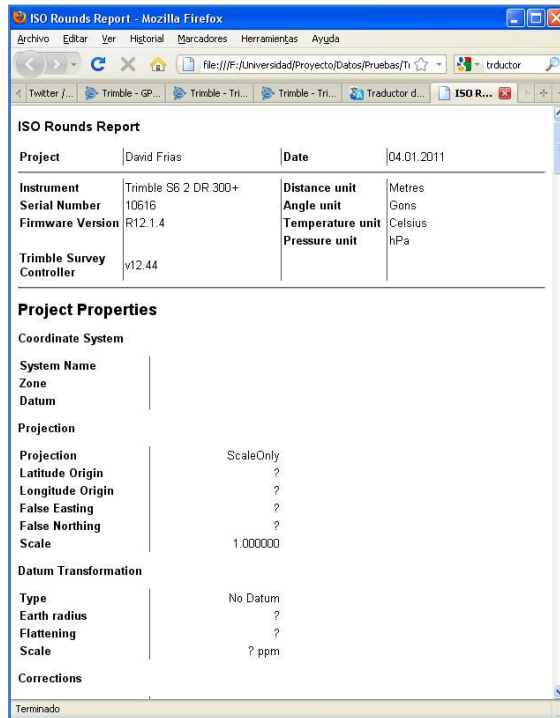 ISO Rounds Report - Mozilla Firefox
Archivo Editar Ver Historial Marcadores Herramientas Ayuda
file:///F:/Universidad/Proyecto/Datos/Pruebas/Tr trductor
Twitter /... Trimble - GP... Trimble - Tri... Trimble - Tri... Traductor d... ISO R...
ISO Rounds Report
Project David Frias Date 04.01.2011
Instrument Trimble S6 2 DR 300+ Distance unit Metres
Serial Number 10616 Angle unit Gons
Firmware Version R12.1.4 Temperature unit Celsius
Pressure unit hPa
Trimble Survey Controller v12.44
Project Properties
Coordinate System
System Name
Zone
Datum
Projection
Projection ScaleOnly
Latitude Origin ?
Longitude Origin ?
False Easting ?
False Northing ?
Scale 1.000000
Datum Transformation
Type No Datum
Earth radius ?
Flattening ?
Scale ? ppm
Corrections
Terminado